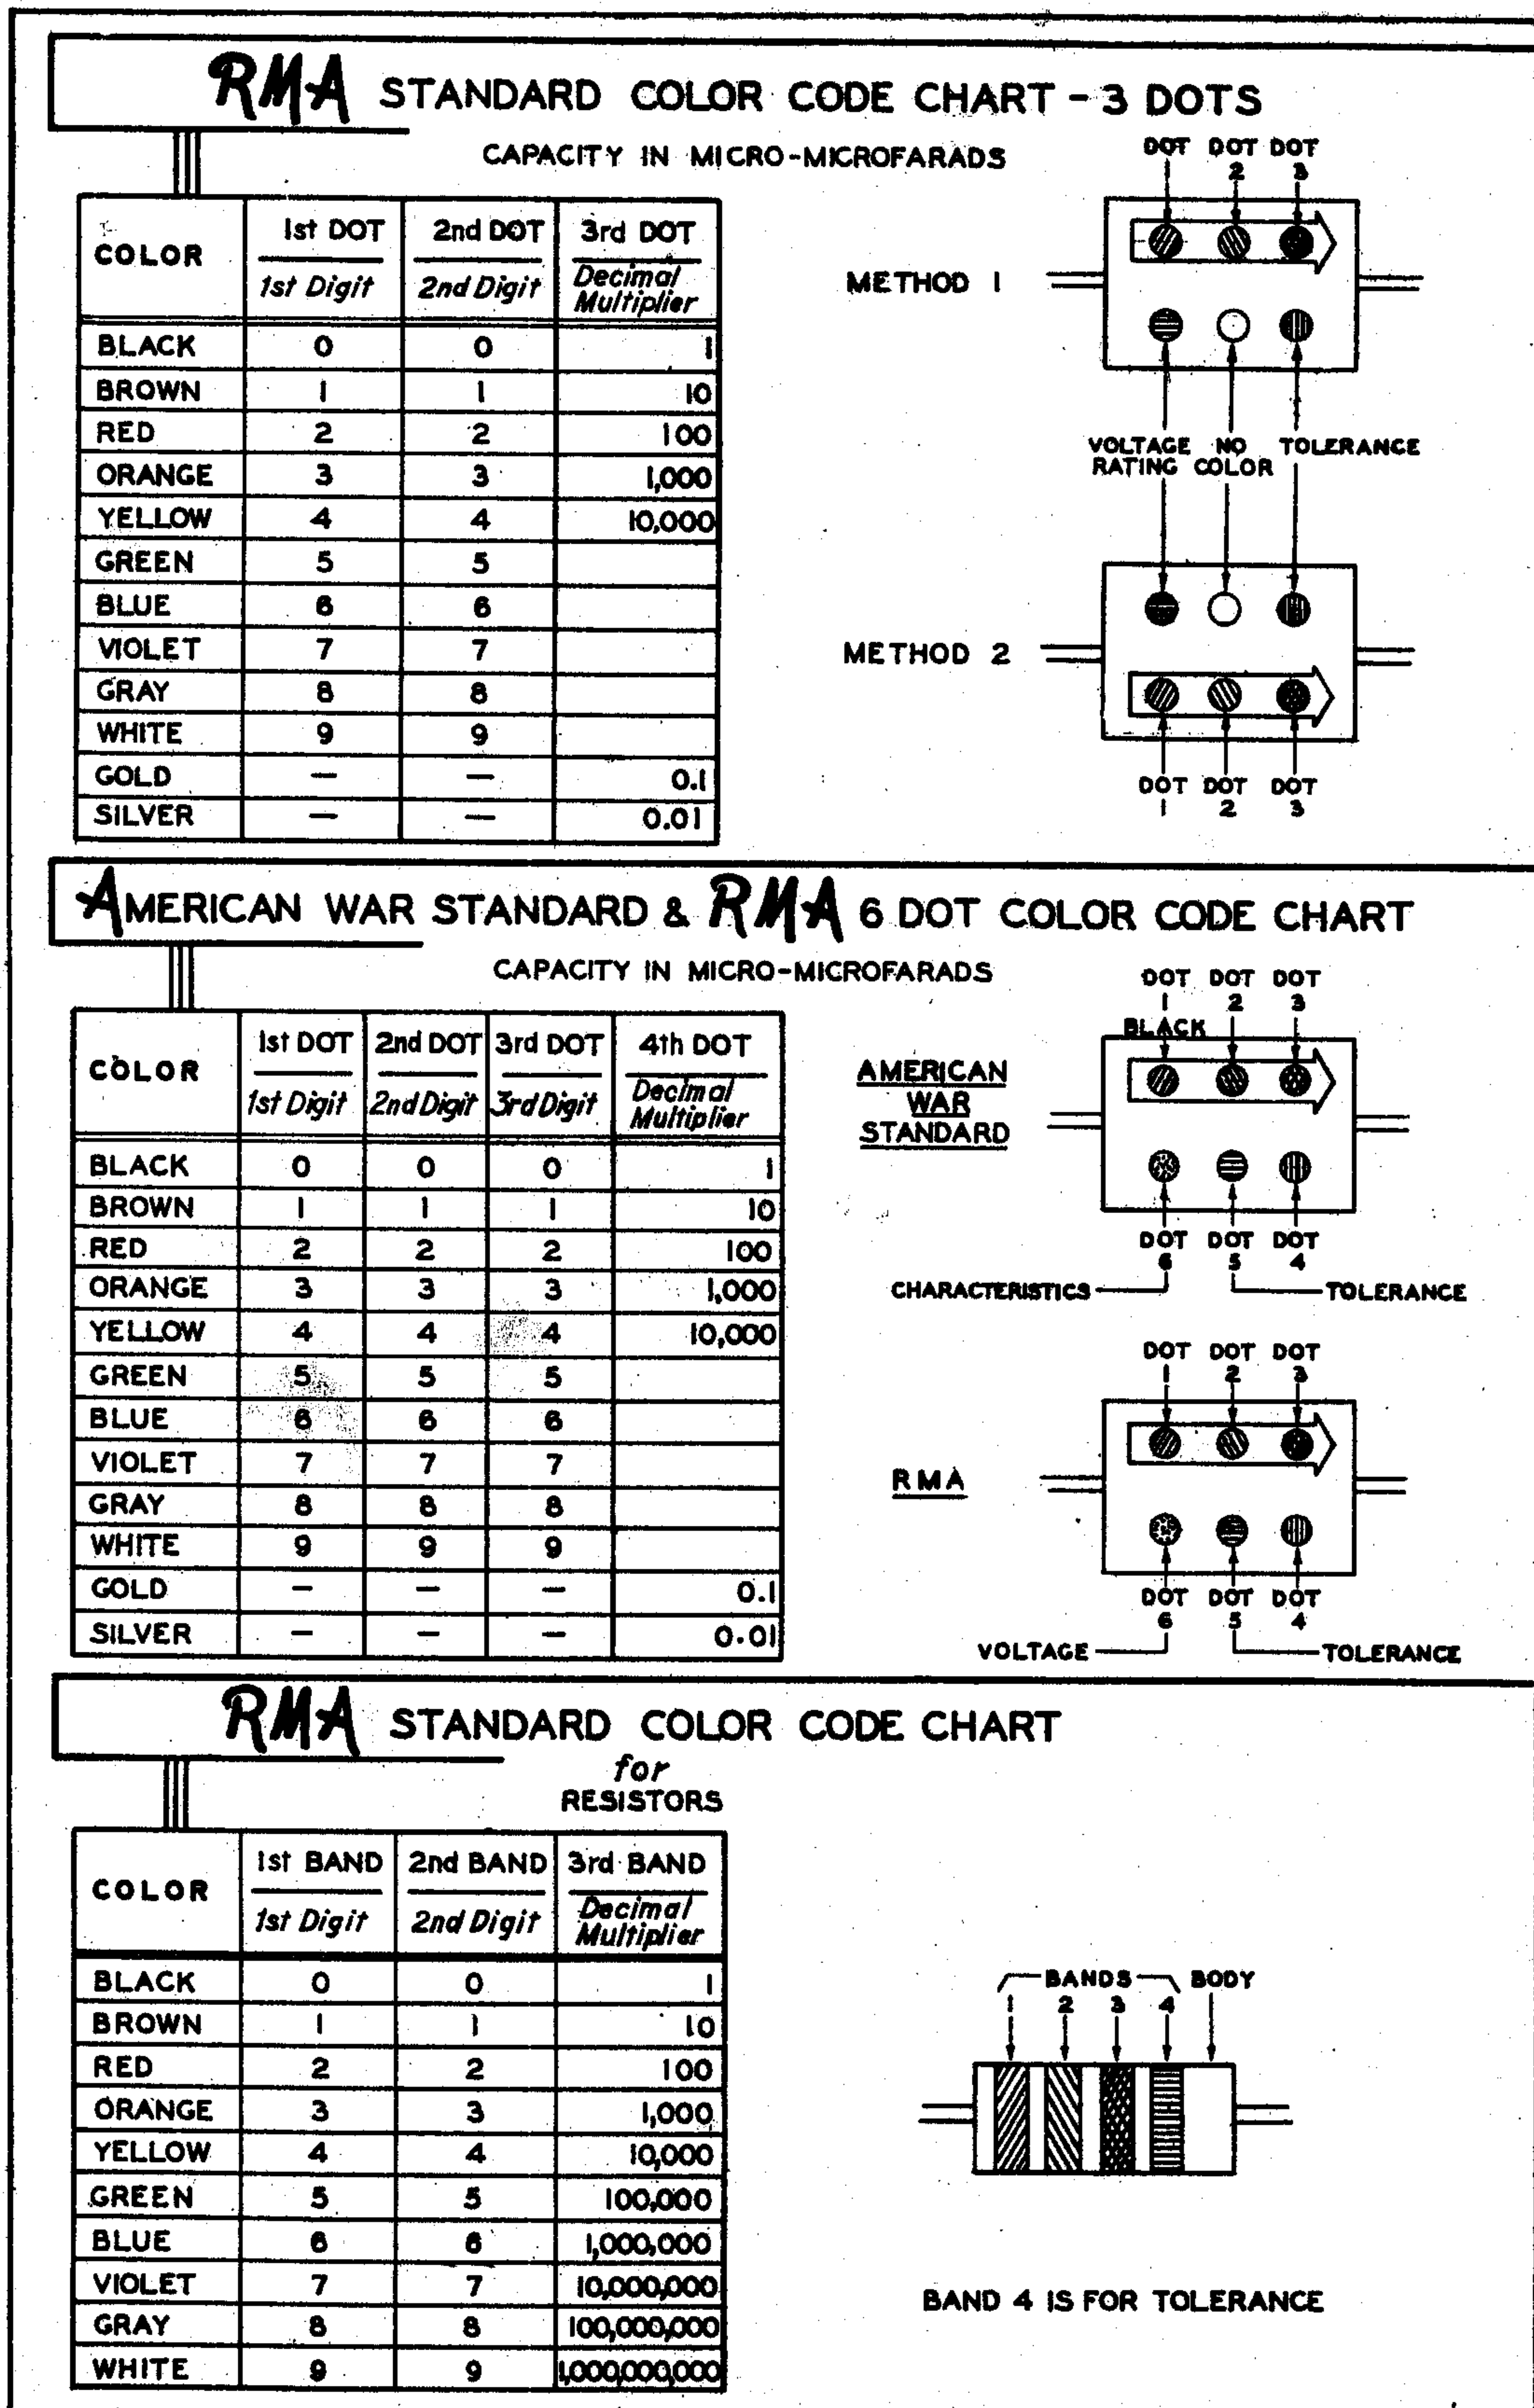 RMA STANDARD COLOR CODE CHART - 3 DOTS
CAPACITY IN MICRO-MICROFARADS
COLOR 1st DOT 2nd DOT 3rd DOT
1st Digit 2nd Digit Decimal Multiplier
BLACK 0 0 1
BROWN 1 1 10
RED 2 2 100
ORANGE 3 3 1,000
YELLOW 4 4 10,000
GREEN 5 5
BLUE 6 6
VIOLET 7 7
GRAY 8 8
WHITE 9 9
GOLD — — 0.1
SILVER — — 0.01
DOT DOT DOT
1 2 3
METHOD 1
VOLTAGE NO TOLERANCE
RATING COLOR
METHOD 2
DOT DOT DOT
1 2 3
AMERICAN WAR STANDARD & RMA 6 DOT COLOR CODE CHART
CAPACITY IN MICRO-MICROFARADS
COLOR 1st DOT 2nd DOT 3rd DOT 4th DOT
1st Digit 2nd Digit 3rd Digit Decimal Multiplier
BLACK 0 0 0 1
BROWN 1 1 1 10
RED 2 2 2 100
ORANGE 3 3 3 1,000
YELLOW 4 4 4 10,000
GREEN 5 5 5
BLUE 6 6 6
VIOLET 7 7 7
GRAY 8 8 8
WHITE 9 9 9
GOLD — — — 0.1
SILVER — — — 0.01
DOT DOT DOT
1 2 3
BLACK
AMERICAN
WAR
STANDARD
DOT DOT DOT
6 5 4
CHARACTERISTICS TOLERANCE
DOT DOT DOT
1 2 3
RMA
DOT DOT DOT
6 5 4
VOLTAGE TOLERANCE
RMA STANDARD COLOR CODE CHART
for
RESISTORS
COLOR 1st BAND 2nd BAND 3rd BAND
1st Digit 2nd Digit Decimal Multiplier
BLACK 0 0 1
BROWN 1 1 10
RED 2 2 100
ORANGE 3 3 1,000
YELLOW 4 4 10,000
GREEN 5 5 100,000
BLUE 6 6 1,000,000
VIOLET 7 7 10,000,000
GRAY 8 8 100,000,000
WHITE 9 9 1,000,000,000
BANDS BODY
1 2 3 4
BAND 4 IS FOR TOLERANCE